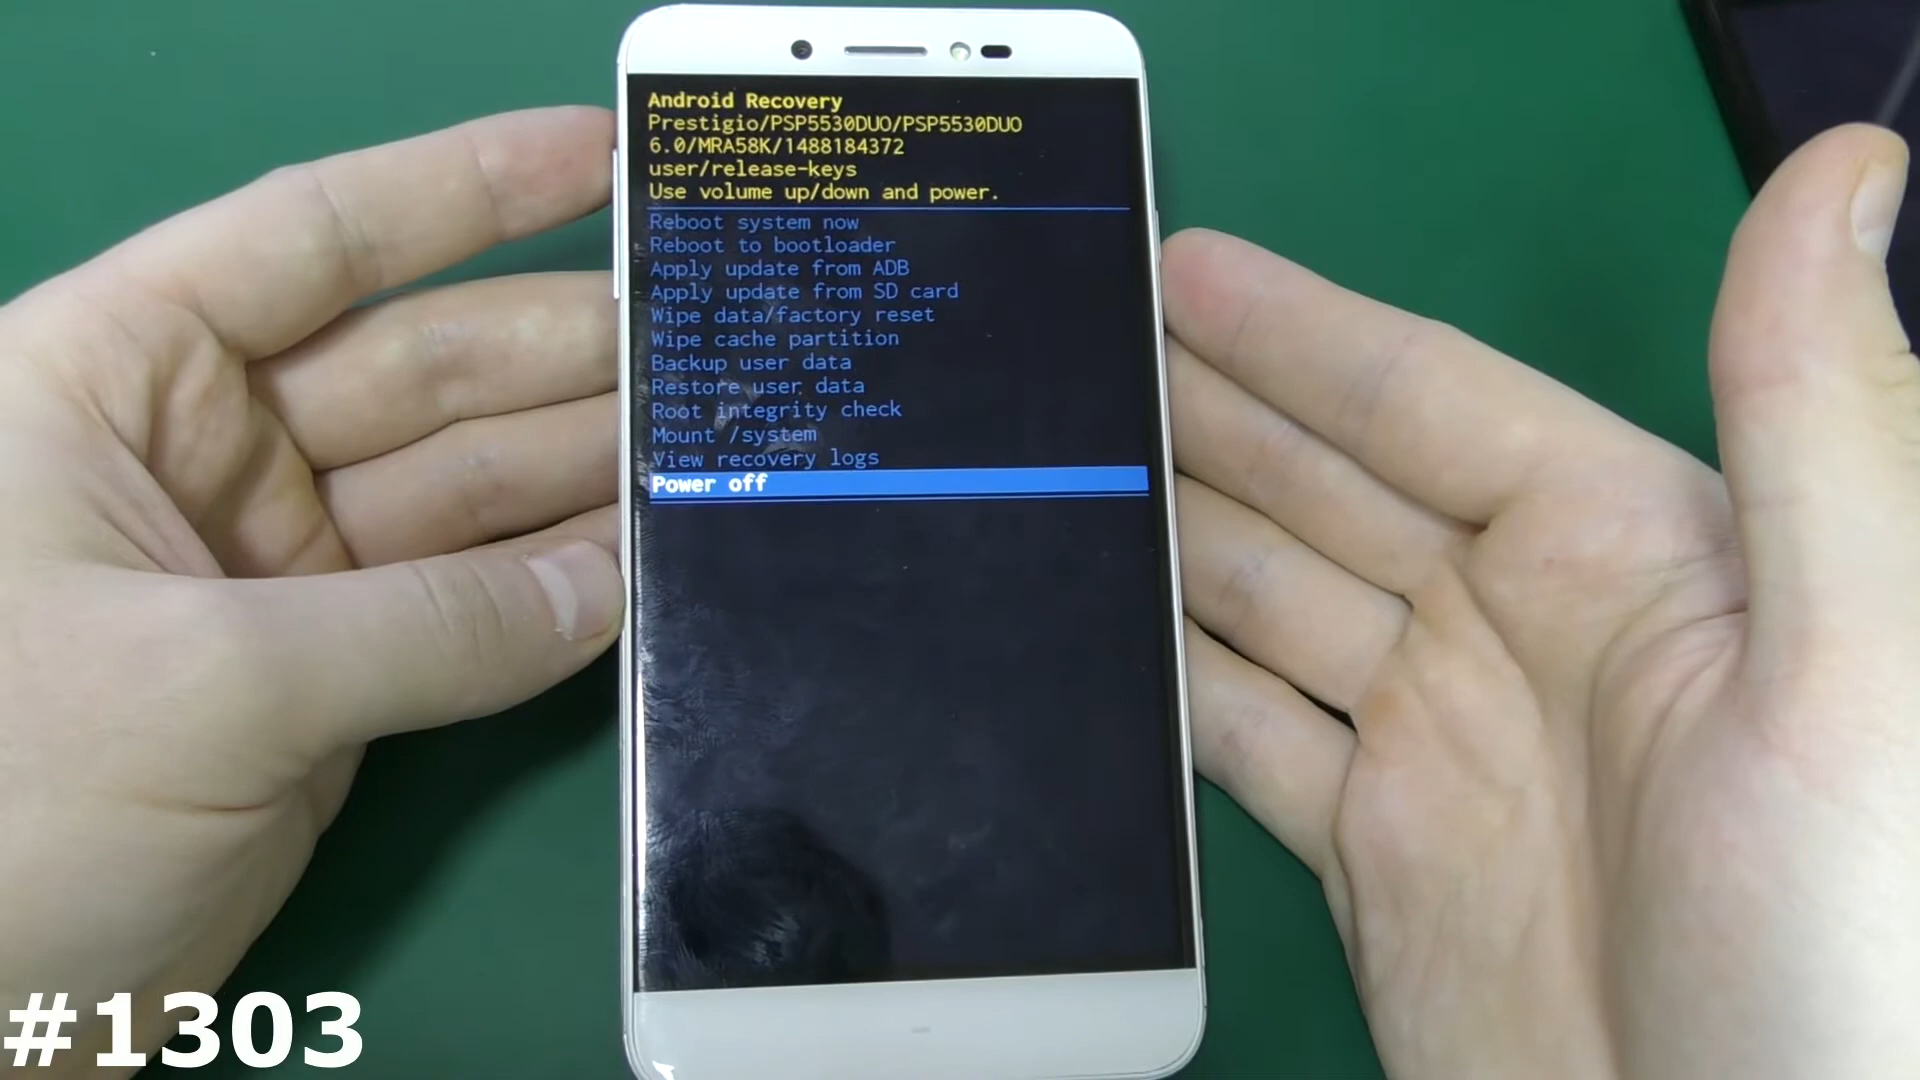 Android Recovery
Prestigio/PSP5530DUO/PSP5530DUO
6.0/MRA58K/1488184372
user/release-keys
Use volume up/down and power.
Reboot system now
Reboot to bootloader
Apply update from ADB
Apply update from SD card
Wipe data/factory reset
Wipe cache partition
Backup user data
Restore user data
Root integrity check
Mount /system
View recovery logs
Power off
#1303